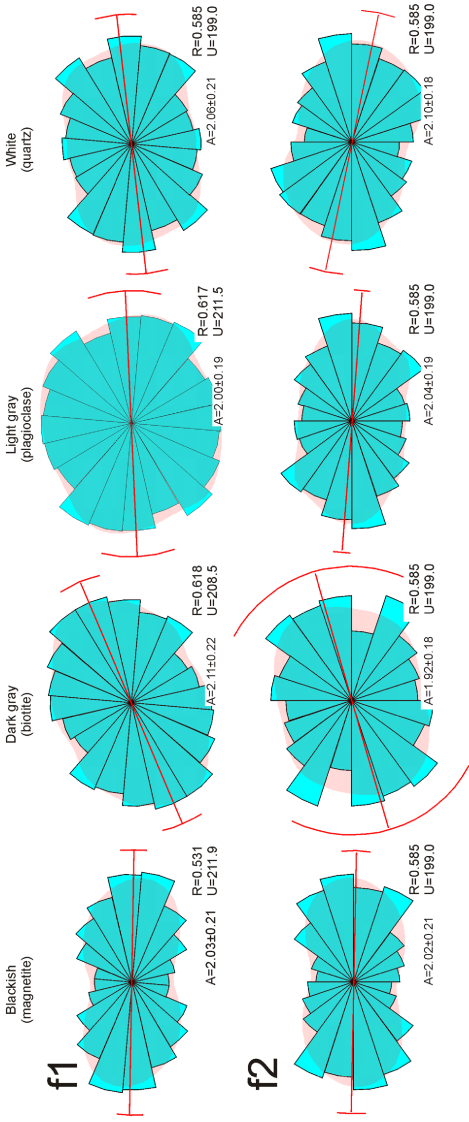 Blackish
(magnetite)
Dark gray
(biotite)
Light gray
(plagioclase)
White
(quartz)
f1
R=0.531
U=211.9
A=2.03±0.21
R=0.618
U=208.5
A=2.11±0.22
R=0.617
U=211.5
A=2.00±0.19
R=0.585
U=199.0
A=2.06±0.21
f2
R=0.585
U=199.0
A=2.02±0.21
R=0.585
U=199.0
A=1.92±0.18
R=0.585
U=199.0
A=2.04±0.19
R=0.585
U=199.0
A=2.10±0.18